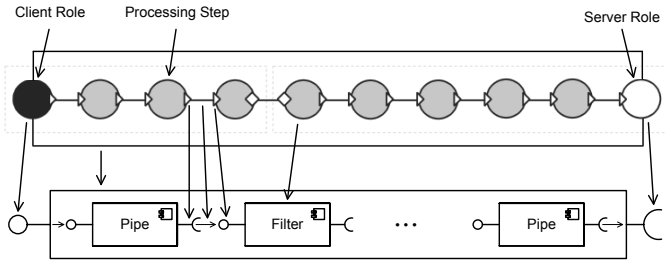 Client Role
Processing Step
Server Role
Pipe
Filter
...
Pipe